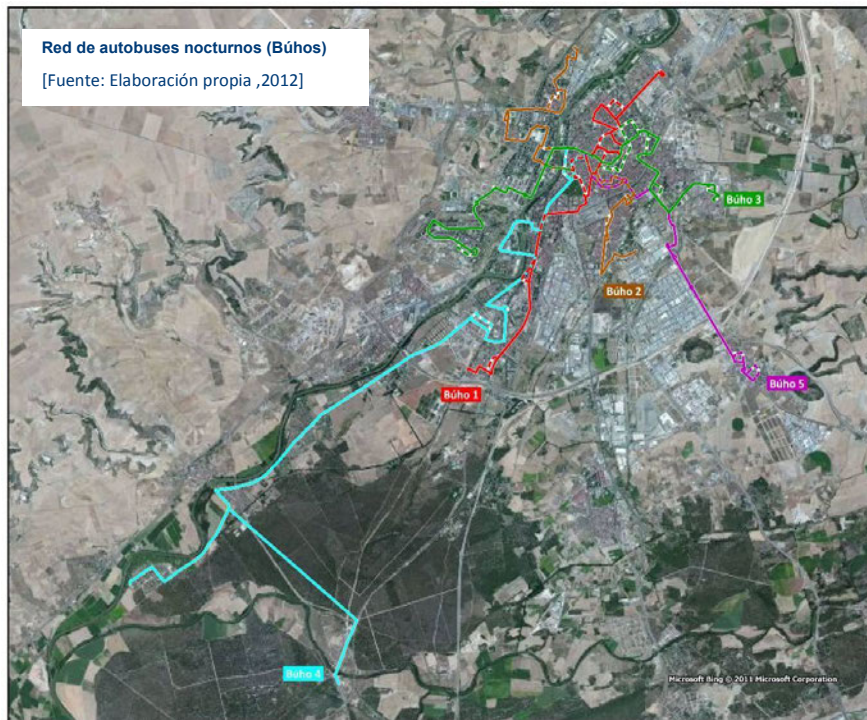 Red de autobuses nocturnos (Búhos)
[Fuente: Elaboración propia ,2012]
Búho 3
Búho 2
Búho 5
Búho 1
Búho 4
Microsoft Bing © 2011 Microsoft Corporation